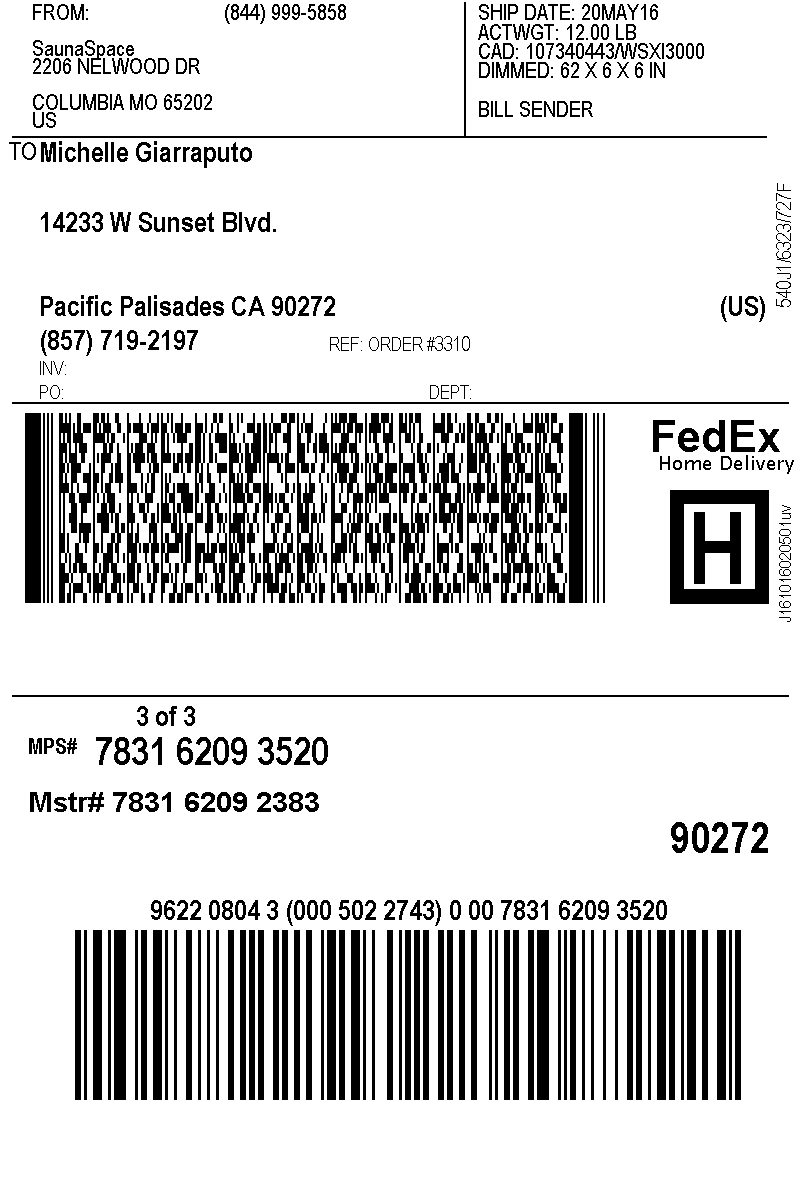 FROM: (844) 999-5858
SaunaSpace
2206 NELWOOD DR
COLUMBIA MO 65202
US
SHIP DATE: 20MAY16
ACTWGT: 12.00 LB
CAD: 107340443/WSXI3000
DIMMED: 62 X 6 X 6 IN
BILL SENDER
TO Michelle Giarraputo
14233 W Sunset Blvd.
Pacific Palisades CA 90272 (US)
(857) 719-2197 REF: ORDER #3310
INV:
PO: DEPT:
540J1/6323/727F
FedEx
Home Delivery
H
J161016020501uv
3 of 3
MPS# 7831 6209 3520
Mstr# 7831 6209 2383
90272
9622 0804 3 (000 502 2743) 0 00 7831 6209 3520